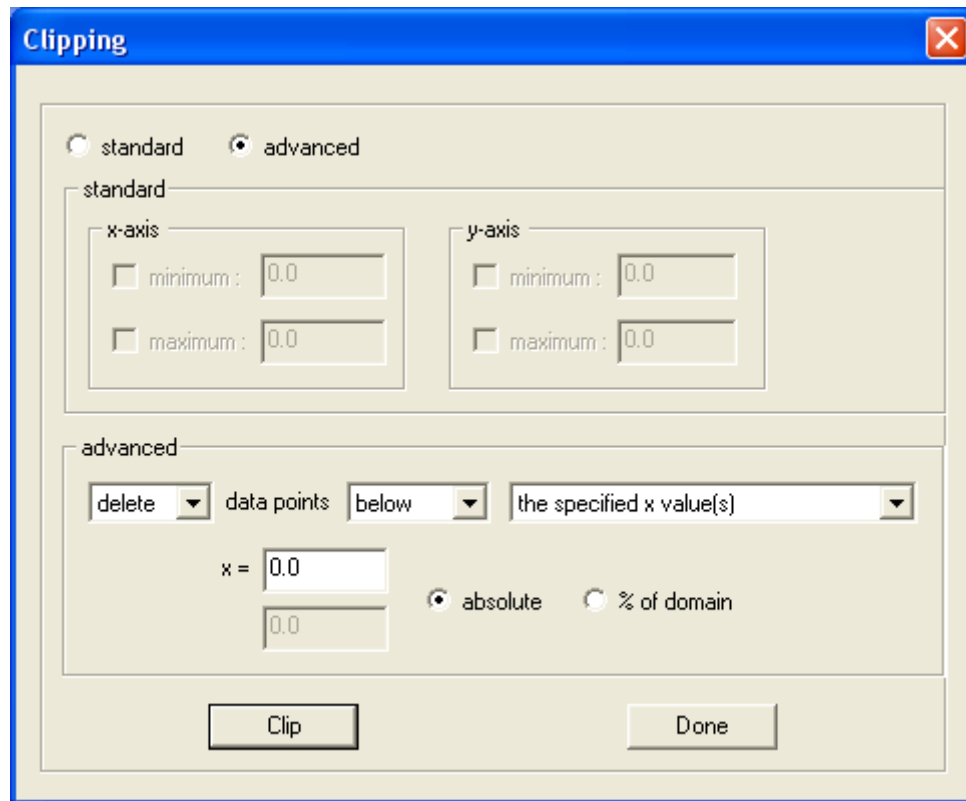 Clipping
standard advanced
standard
x-axis y-axis
minimum : 0.0 minimum : 0.0
maximum : 0.0 maximum : 0.0
advanced
delete data points below the specified x value(s)
x = 0.0
absolute % of domain
0.0
Clip Done